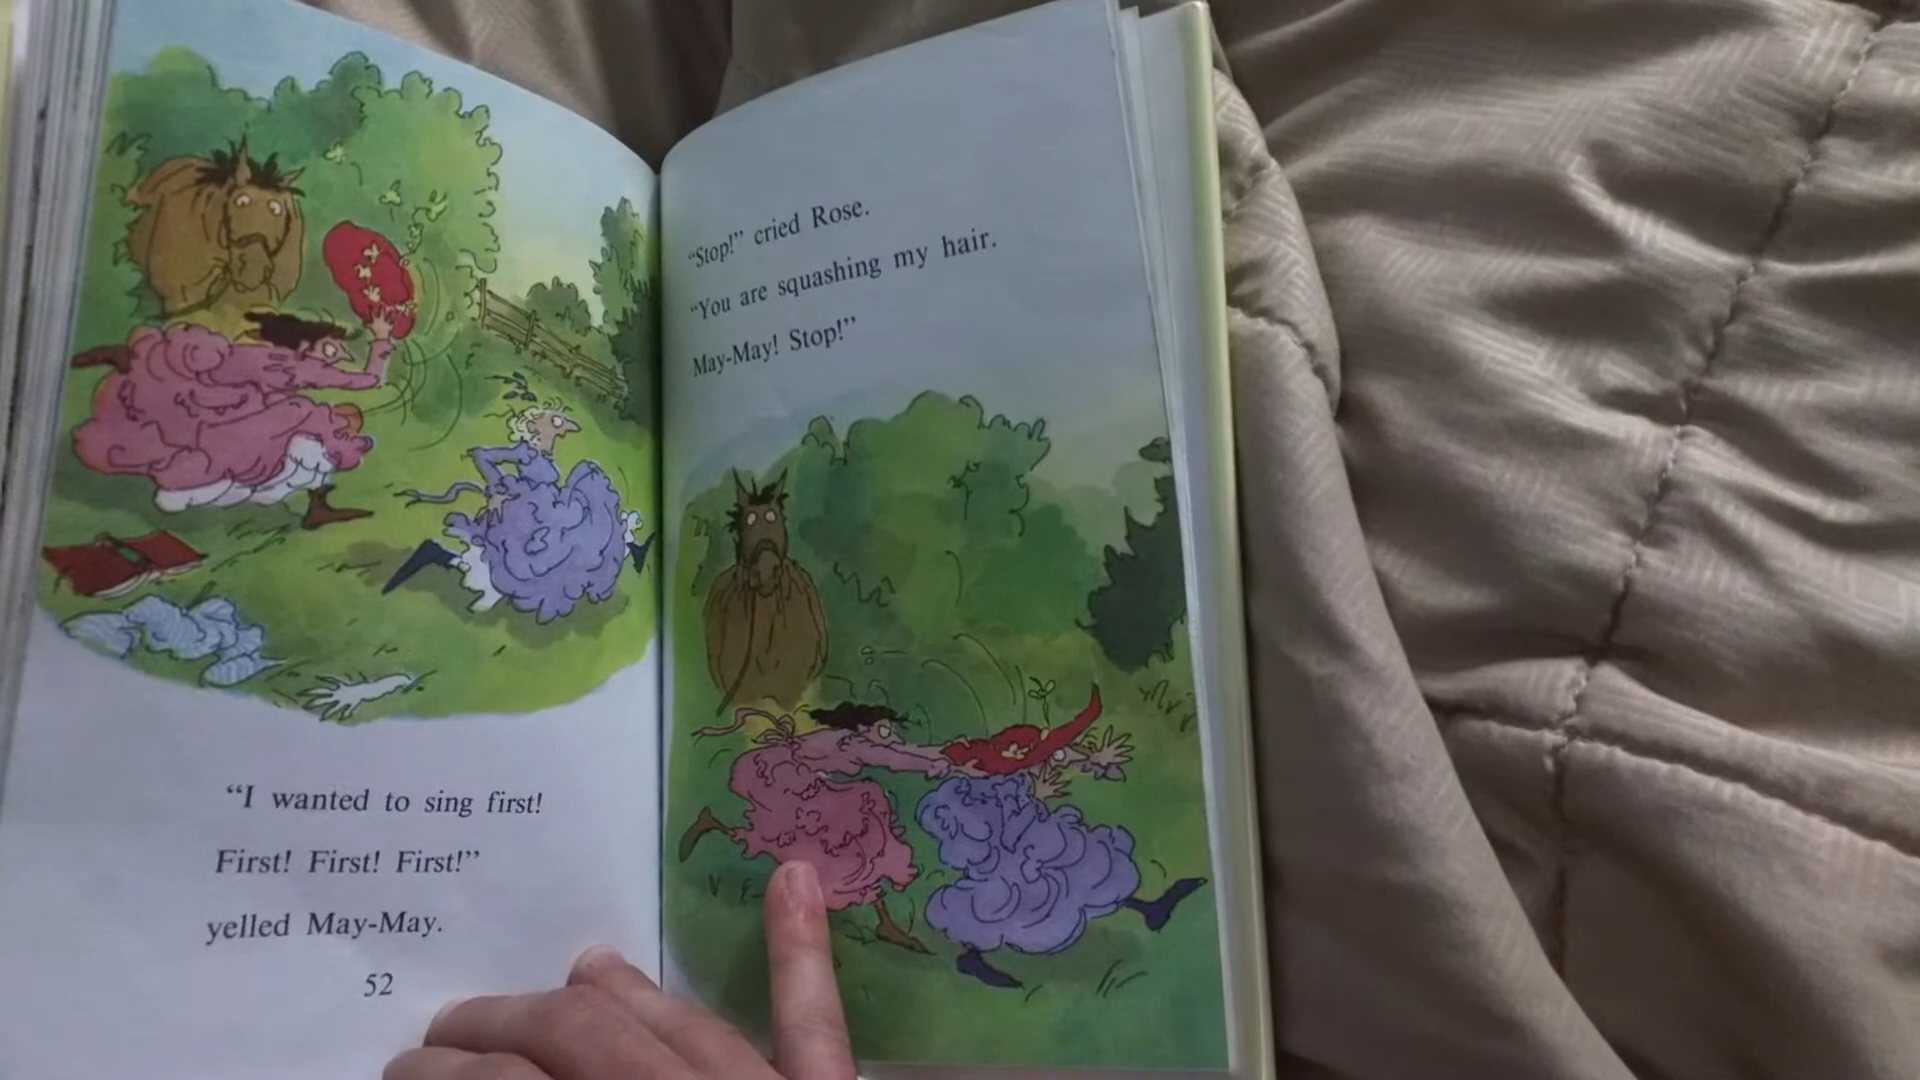 “I wanted to sing first!
First! First! First!”
yelled May-May.
52
“Stop!” cried Rose.
“You are squashing my hair.
May-May! Stop!”